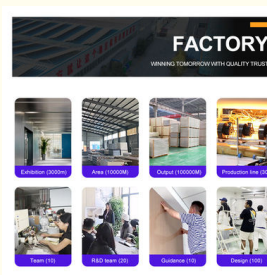 FACTORY
WINNING TOMORROW WITH QUALITY TRUST
Exhibition (3000m)
Area (10000M)
Output (100000M)
Production line (30
Team (10)
R&D team (20)
Guidance (10)
Design (100)